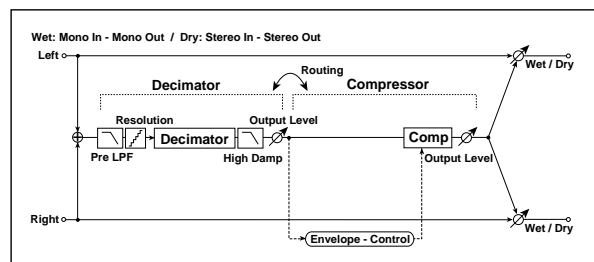 Wet: Mono In - Mono Out / Dry: Stereo In - Stereo Out
Left
Wet / Dry
Routing
Decimator
Compressor
Resolution
Output Level
Decimator
Comp
Pre LPF
High Damp
Output Level
Right
Wet / Dry
Envelope - Control